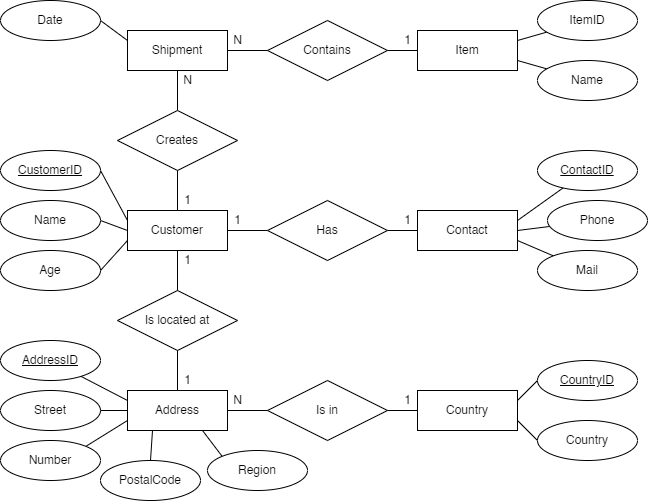 Date
ItemID
Shipment
N
Contains
1
Item
N
Name
Creates
CustomerID
ContactID
1
Name
Customer
1
Has
1
Contact
Phone
1
Age
Mail
Is located at
AddressID
1
CountryID
Street
Address
N
Is in
1
Country
Number
Country
PostalCode
Region